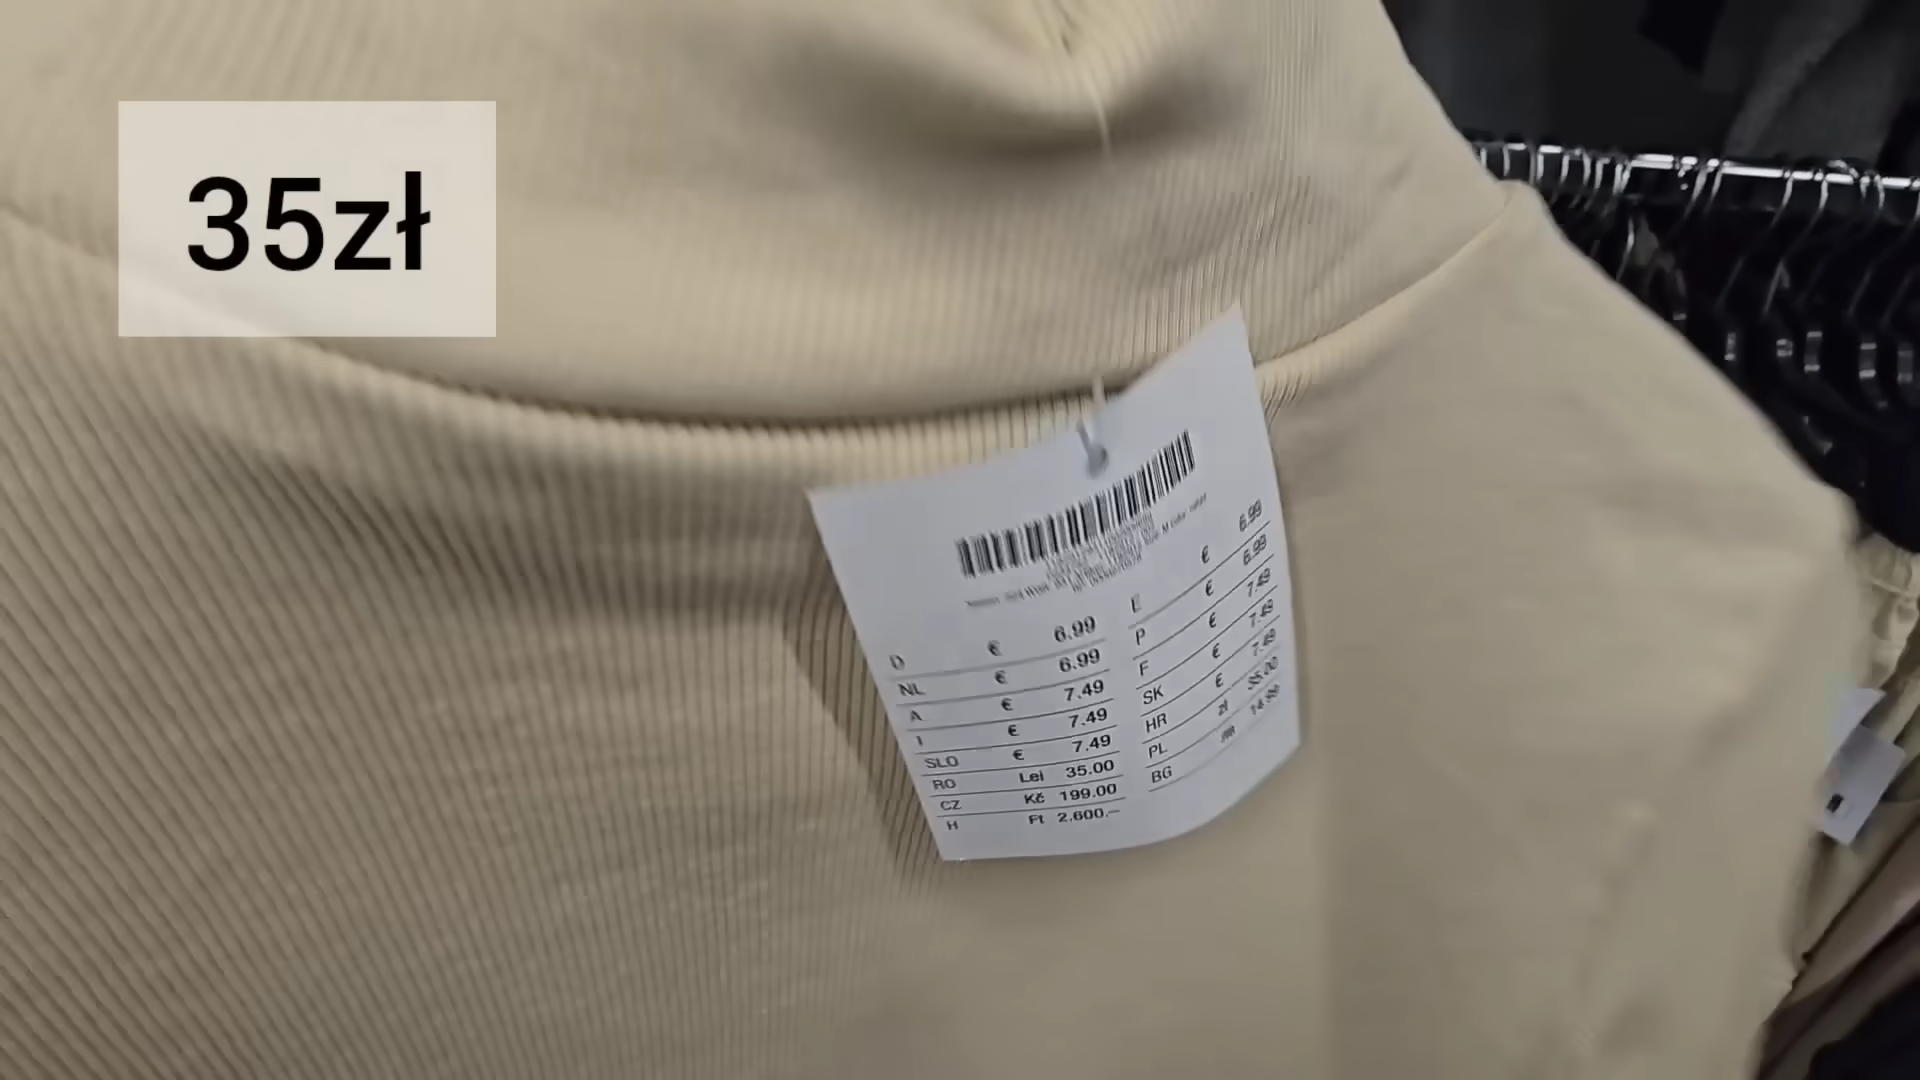 35zł
D € 6.99
NL € 6.99
A € 7.49
I € 7.49
SLO € 7.49
RO Lei 35.00
CZ Kč 199.00
H Ft 2.600.–
E € 6.99
P € 6.99
F € 7.49
SK € 7.49
HR € 7.49
PL zł 35.00
BG 14.99